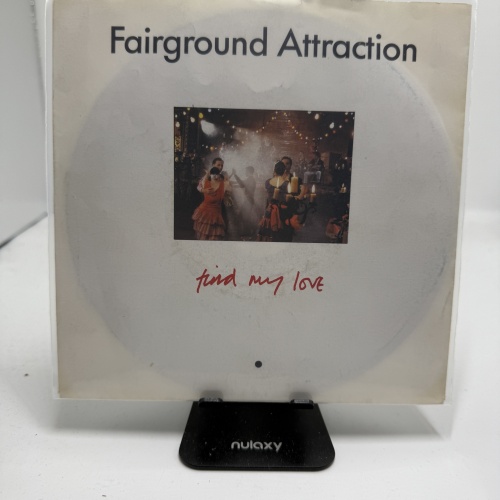 Fairground Attraction
find my love
nulaxy